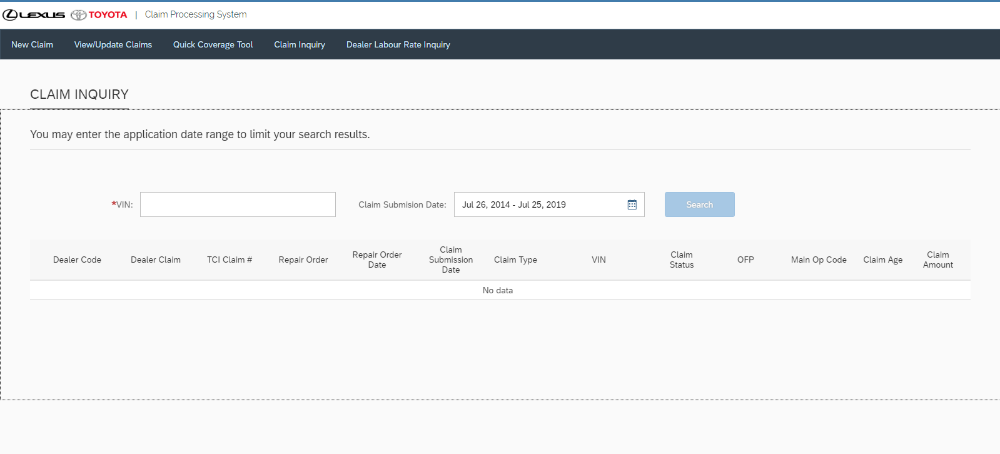 LEXUS TOYOTA | Claim Processing System
New Claim View/Update Claims Quick Coverage Tool Claim Inquiry Dealer Labour Rate Inquiry
CLAIM INQUIRY
You may enter the application date range to limit your search results.
*VIN: Claim Submision Date: Jul 26, 2014 - Jul 25, 2019 Search
Dealer Code Dealer Claim TCI Claim # Repair Order Repair Order Date Claim Submission Date Claim Type VIN Claim Status OFP Main Op Code Claim Age Claim Amount
No data